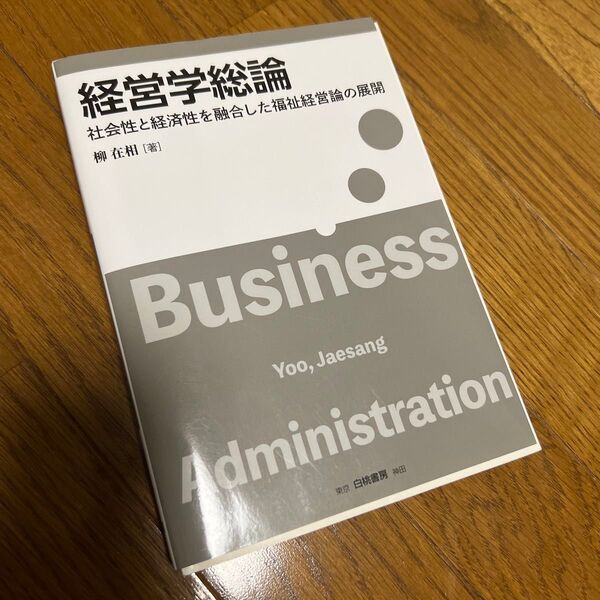 経営学総論
社会性と経済性を融合した福祉経営論の展開
柳 在相 [著]
Business
Yoo, Jaesang
Administration
東京 白桃書房 神田